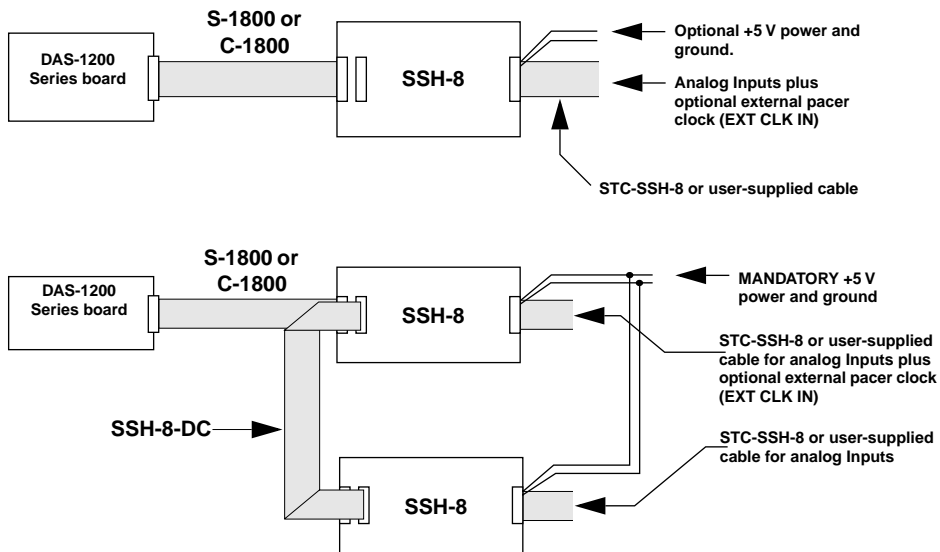 S-1800 or
C-1800
DAS-1200
Series board
SSH-8
Optional +5 V power and
ground.
Analog Inputs plus
optional external pacer
clock (EXT CLK IN)
STC-SSH-8 or user-supplied cable
S-1800 or
C-1800
DAS-1200
Series board
SSH-8
MANDATORY +5 V
power and ground
STC-SSH-8 or user-supplied
cable for analog Inputs plus
optional external pacer clock
(EXT CLK IN)
SSH-8-DC
STC-SSH-8 or user-supplied
cable for analog Inputs
SSH-8